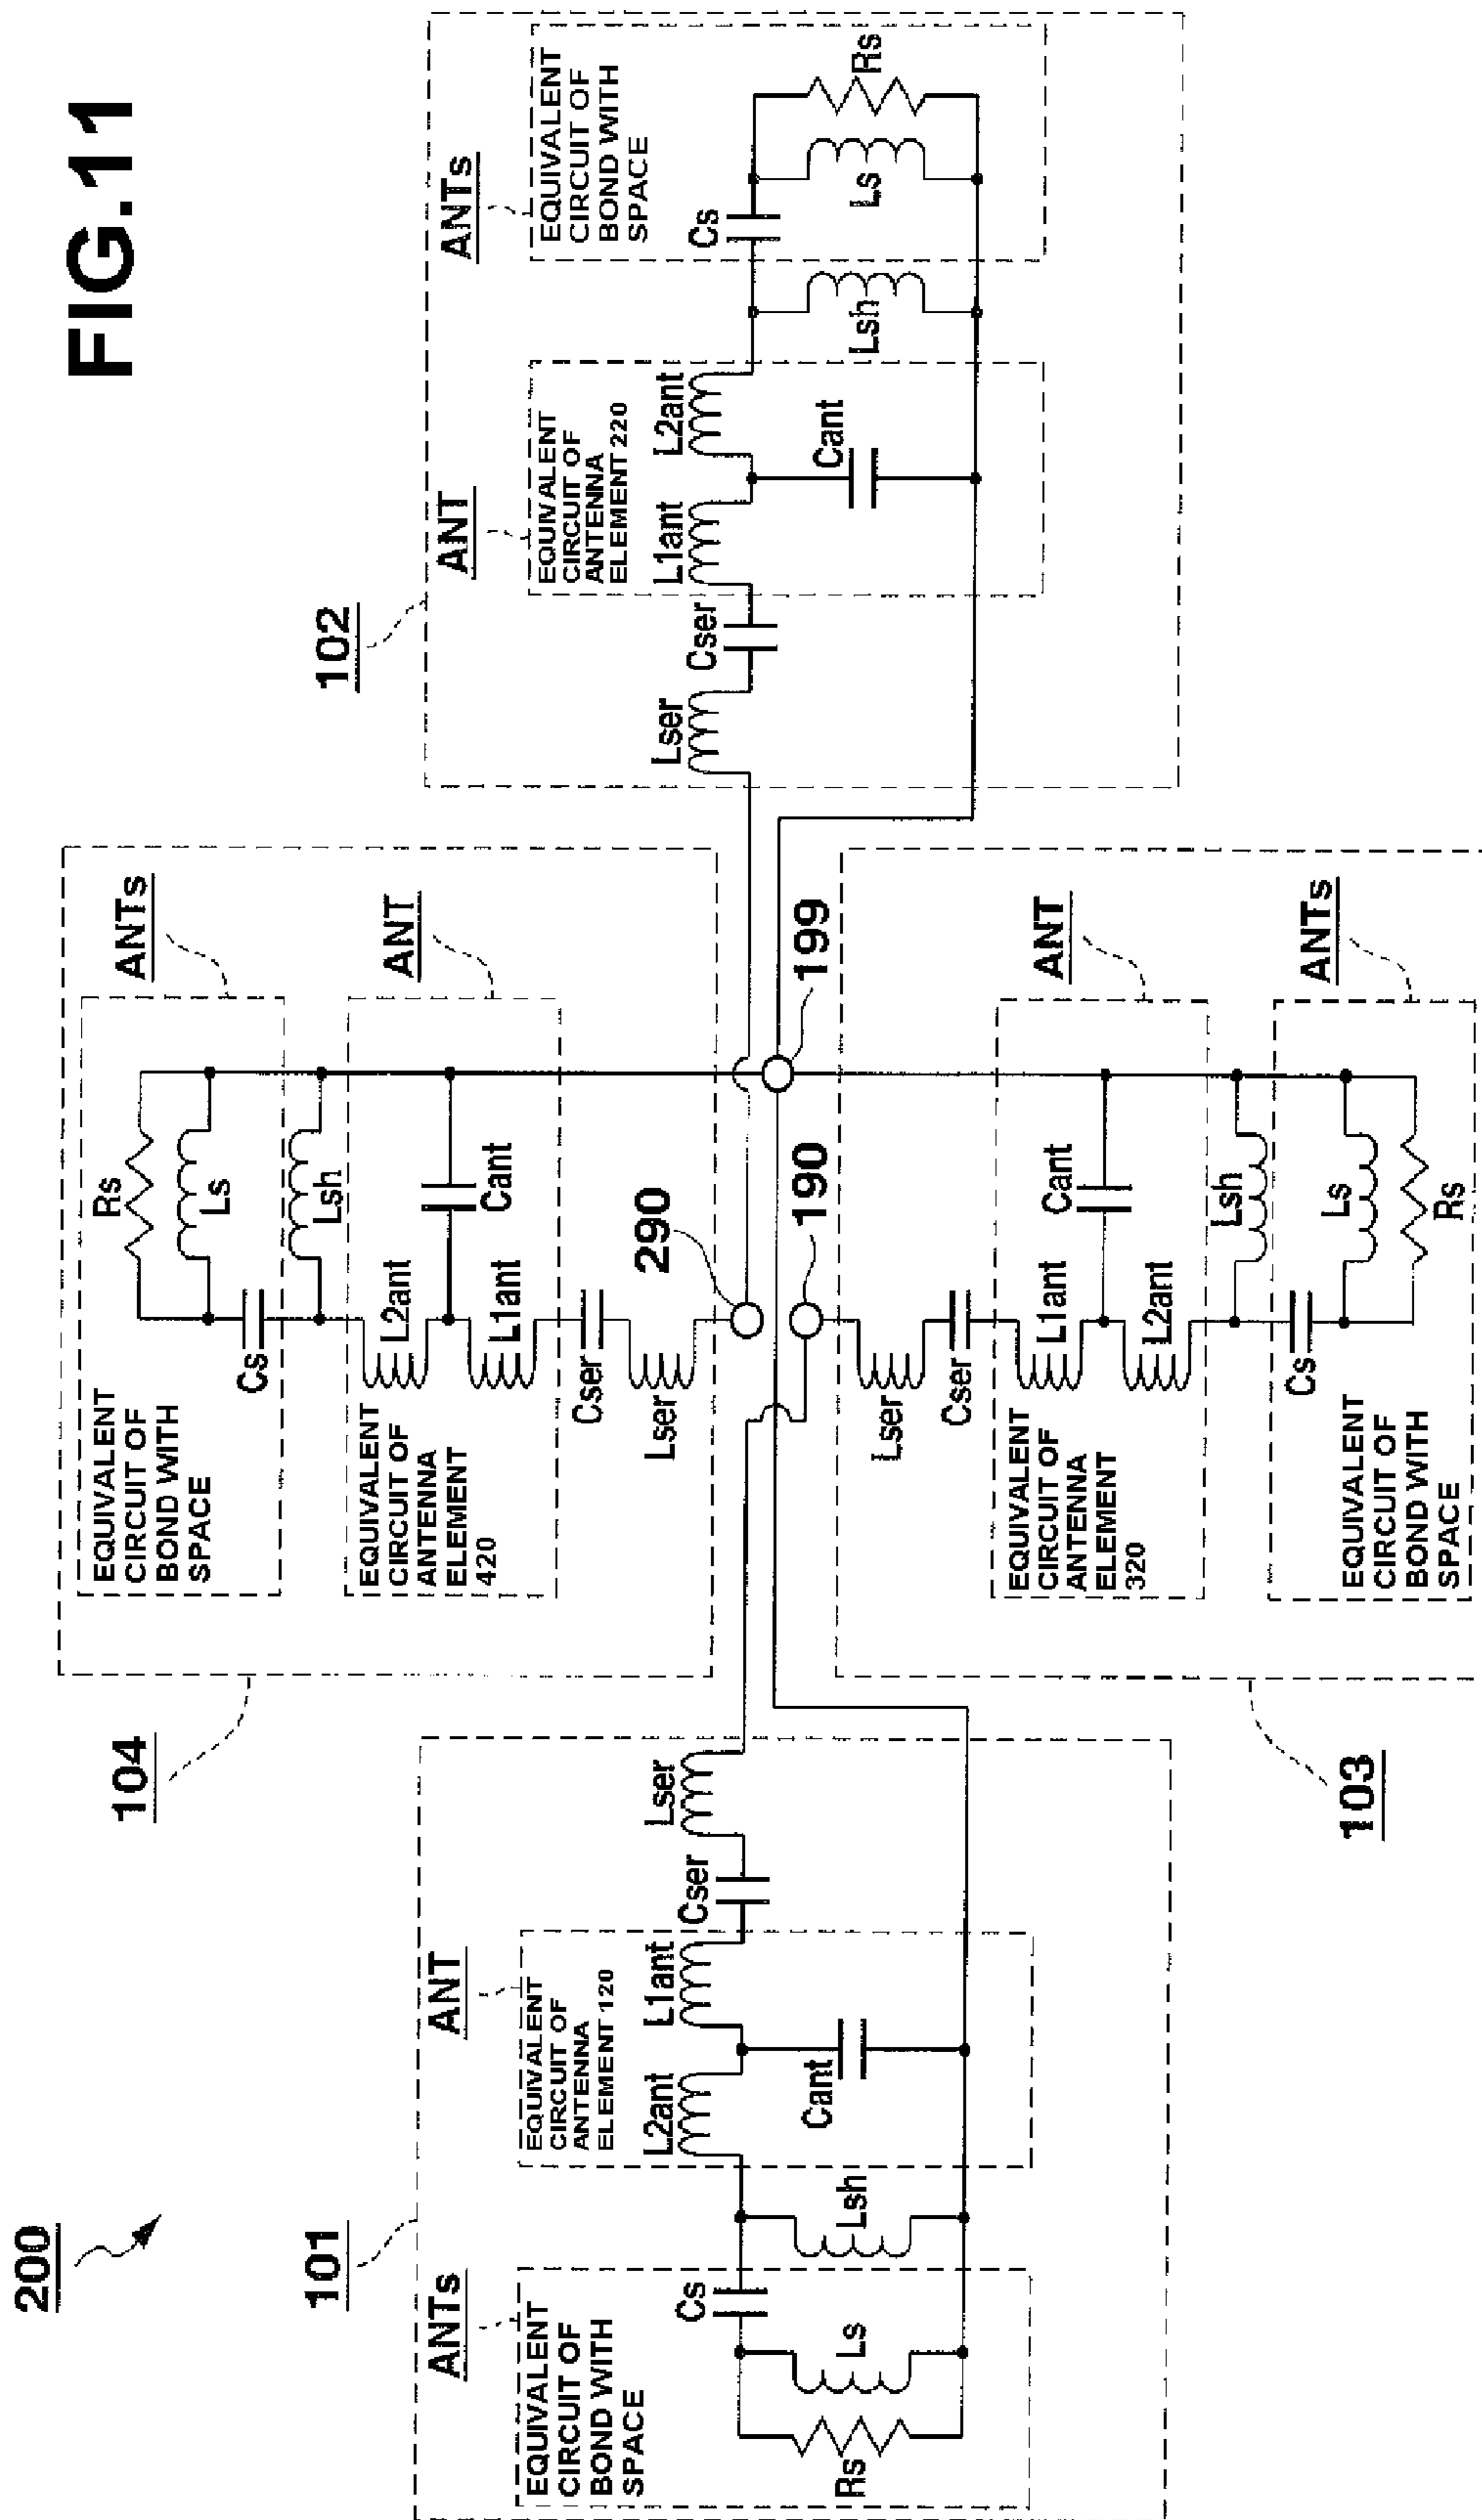 FIG.11
200
104
ANTs
EQUIVALENT
CIRCUIT OF
BOND WITH
SPACE
Rs
Ls
Cs
Lsh
ANT
EQUIVALENT
CIRCUIT OF
ANTENNA
ELEMENT
420
L2ant
Cant
L1ant
Cser
Lser
290
101
ANTs
EQUIVALENT
CIRCUIT OF
BOND WITH
SPACE
Rs
Ls
Cs
Lsh
ANT
EQUIVALENT
CIRCUIT OF
ANTENNA
ELEMENT 120
L2ant
L1ant
Cant
Cser
Lser
190
199
102
Lser
Cser
ANT
EQUIVALENT
CIRCUIT OF
ANTENNA
ELEMENT 220
L1ant
L2ant
Cant
Lsh
ANTs
EQUIVALENT
CIRCUIT OF
BOND WITH
SPACE
Cs
Ls
Rs
103
Lser
Cser
ANT
EQUIVALENT
CIRCUIT OF
ANTENNA
ELEMENT
320
L1ant
Cant
L2ant
Lsh
ANTs
EQUIVALENT
CIRCUIT OF
BOND WITH
SPACE
Cs
Ls
Rs